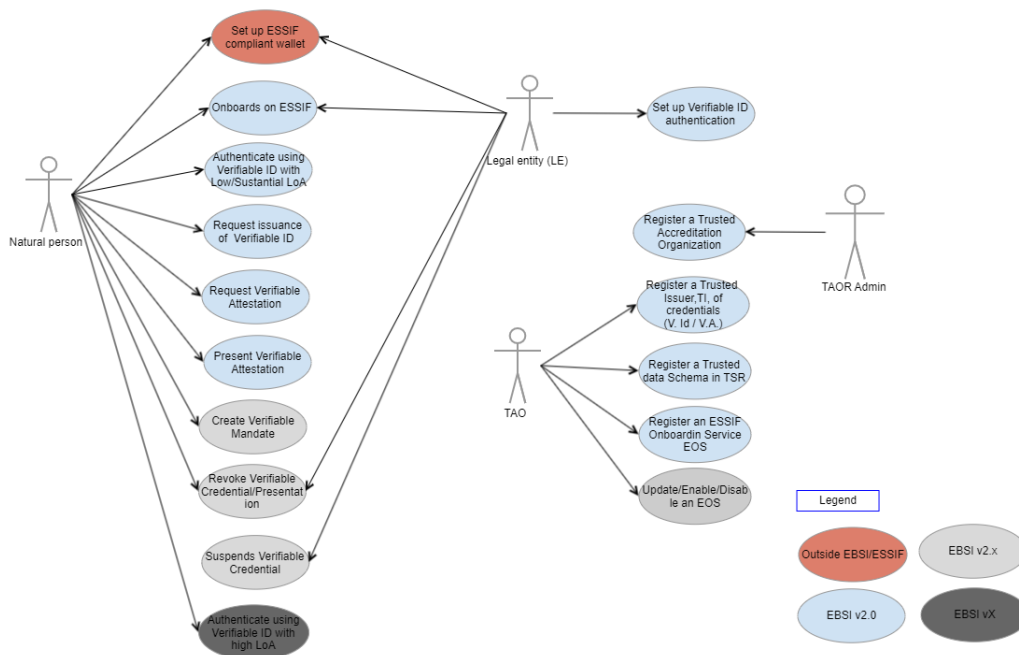 Set up ESSIF
compliant wallet
Onboards on ESSIF
Authenticate using
Verifiable ID with
Low/Sustantial LoA
Request issuance
of Verifiable ID
Request Verifiable
Attestation
Present Verifiable
Attestation
Create Verifiable
Mandate
Revoke Verifiable
Credential/Presentat
ion
Suspends Verifiable
Credential
Authenticate using
Verifiable ID with
high LoA
Natural person
Legal entity (LE)
Set up Verifiable ID
authentication
Register a Trusted
Accreditation
Organization
TAOR Admin
Register a Trusted
Issuer,TI, of
credentials
(V. Id / V.A.)
Register a Trusted
data Schema in TSR
TAO
Register an ESSIF
Onboardin Service
EOS
Update/Enable/Disa
ble an EOS
Legend
Outside EBSI/ESSIF
EBSI v2.x
EBSI v2.0
EBSI vX